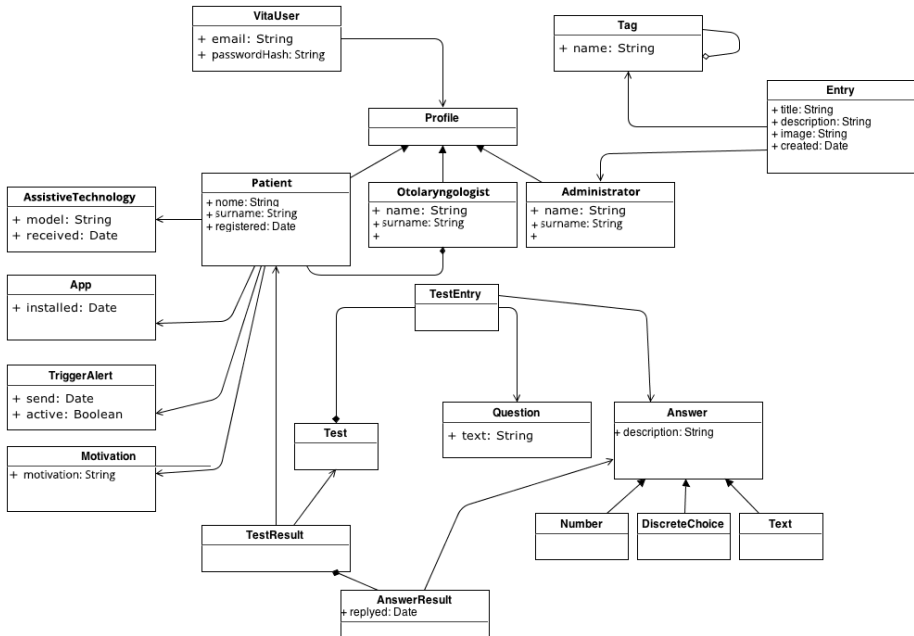 VitaUser
+ email: String
+ passwordHash: String
Tag
+ name: String
Entry
+ title: String
+ description: String
+ image: String
+ created: Date
Profile
Patient
+ nome: String
+ surname: String
+ registered: Date
Otolaryngologist
+ name: String
+ surname: String
+
Administrator
+ name: String
+ surname: String
+
AssistiveTechnology
+ model: String
+ received: Date
App
+ installed: Date
TriggerAlert
+ send: Date
+ active: Boolean
Motivation
+ motivation: String
TestEntry
Test
Question
+ text: String
Answer
+ description: String
Number
DiscreteChoice
Text
TestResult
AnswerResult
+ replyed: Date